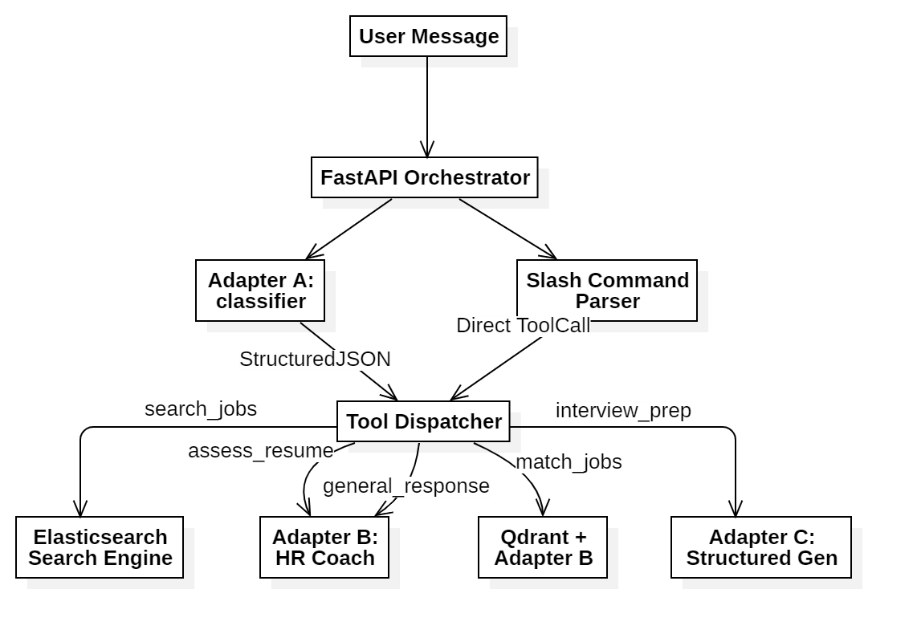 User Message
FastAPI Orchestrator
Adapter A:
classifier
Slash Command
Parser
Direct ToolCall
StructuredJSON
search_jobs
interview_prep
Tool Dispatcher
assess_resume
match_jobs
general_response
Elasticsearch
Search Engine
Adapter B:
HR Coach
Qdrant +
Adapter B
Adapter C:
Structured Gen